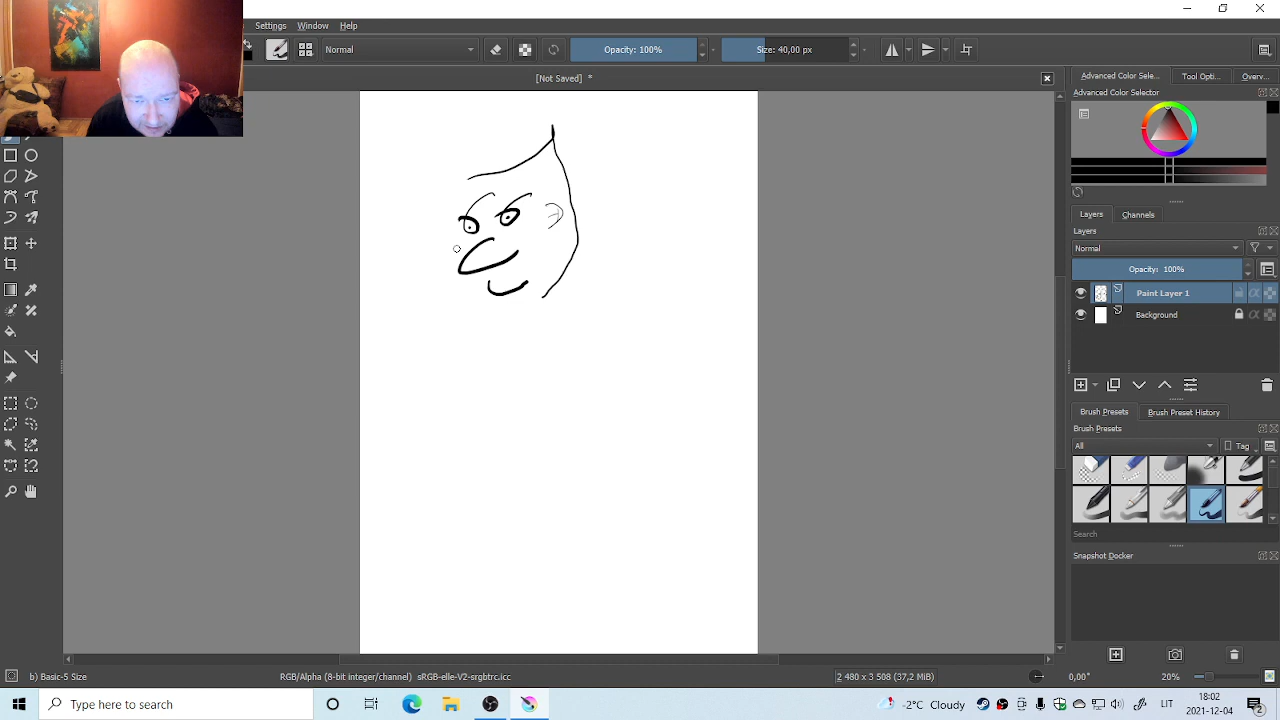 Settings Window Help
Normal Opacity: 100% Size: 40,00 px
[Not Saved] *
Advanced Color Sele... Tool Opti... Overv...
Advanced Color Selector
Layers Channels
Layers
Normal
Opacity: 100%
Paint Layer 1
Background
Brush Presets Brush Preset History
Brush Presets
All Tag
Search
Snapshot Docker
b) Basic-5 Size RGB/Alpha (8-bit integer/channel) sRGB-elle-V2-srgbtrc.icc 2 480 x 3 508 (37,2 MiB) 0,00° 20%
Type here to search -2°C Cloudy LIT 18:02
2021-12-04 2